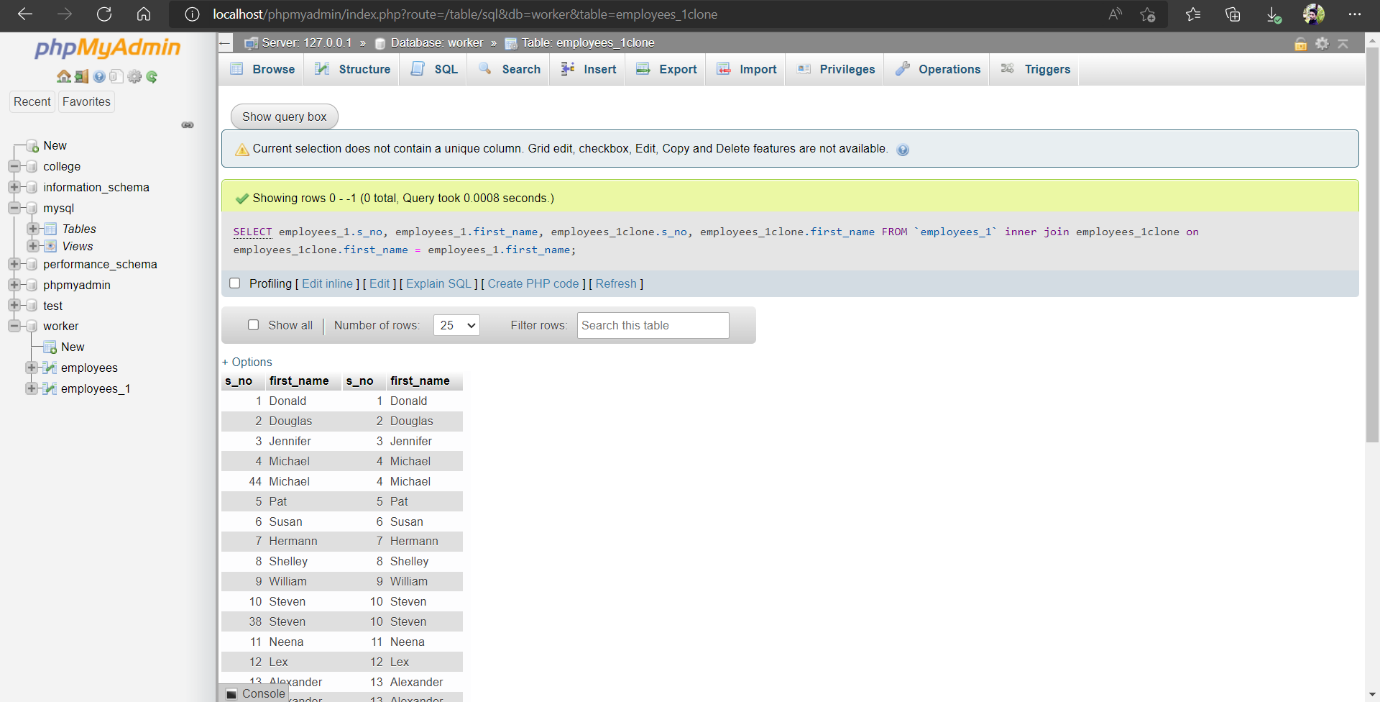 localhost/phpmyadmin/index.php?route=/table/sql&db=worker&table=employees_1clone
phpMyAdmin
Recent Favorites
New
college
information_schema
mysql
Tables
Views
performance_schema
phpmyadmin
test
worker
New
employees
employees_1
Server: 127.0.0.1 » Database: worker » Table: employees_1clone
Browse Structure SQL Search Insert Export Import Privileges Operations Triggers
Show query box
Current selection does not contain a unique column. Grid edit, checkbox, Edit, Copy and Delete features are not available.
Showing rows 0 - -1 (0 total, Query took 0.0008 seconds.)
SELECT employees_1.s_no, employees_1.first_name, employees_1clone.s_no, employees_1clone.first_name FROM `employees_1` inner join employees_1clone on
employees_1clone.first_name = employees_1.first_name;
Profiling [ Edit inline ] [ Edit ] [ Explain SQL ] [ Create PHP code ] [ Refresh ]
Show all Number of rows: 25 Filter rows: Search this table
+ Options
s_no first_name s_no first_name
1 Donald 1 Donald
2 Douglas 2 Douglas
3 Jennifer 3 Jennifer
4 Michael 4 Michael
44 Michael 4 Michael
5 Pat 5 Pat
6 Susan 6 Susan
7 Hermann 7 Hermann
8 Shelley 8 Shelley
9 William 9 William
10 Steven 10 Steven
38 Steven 10 Steven
11 Neena 11 Neena
12 Lex 12 Lex
13 Alexander 13 Alexander
Console
13 Alexander